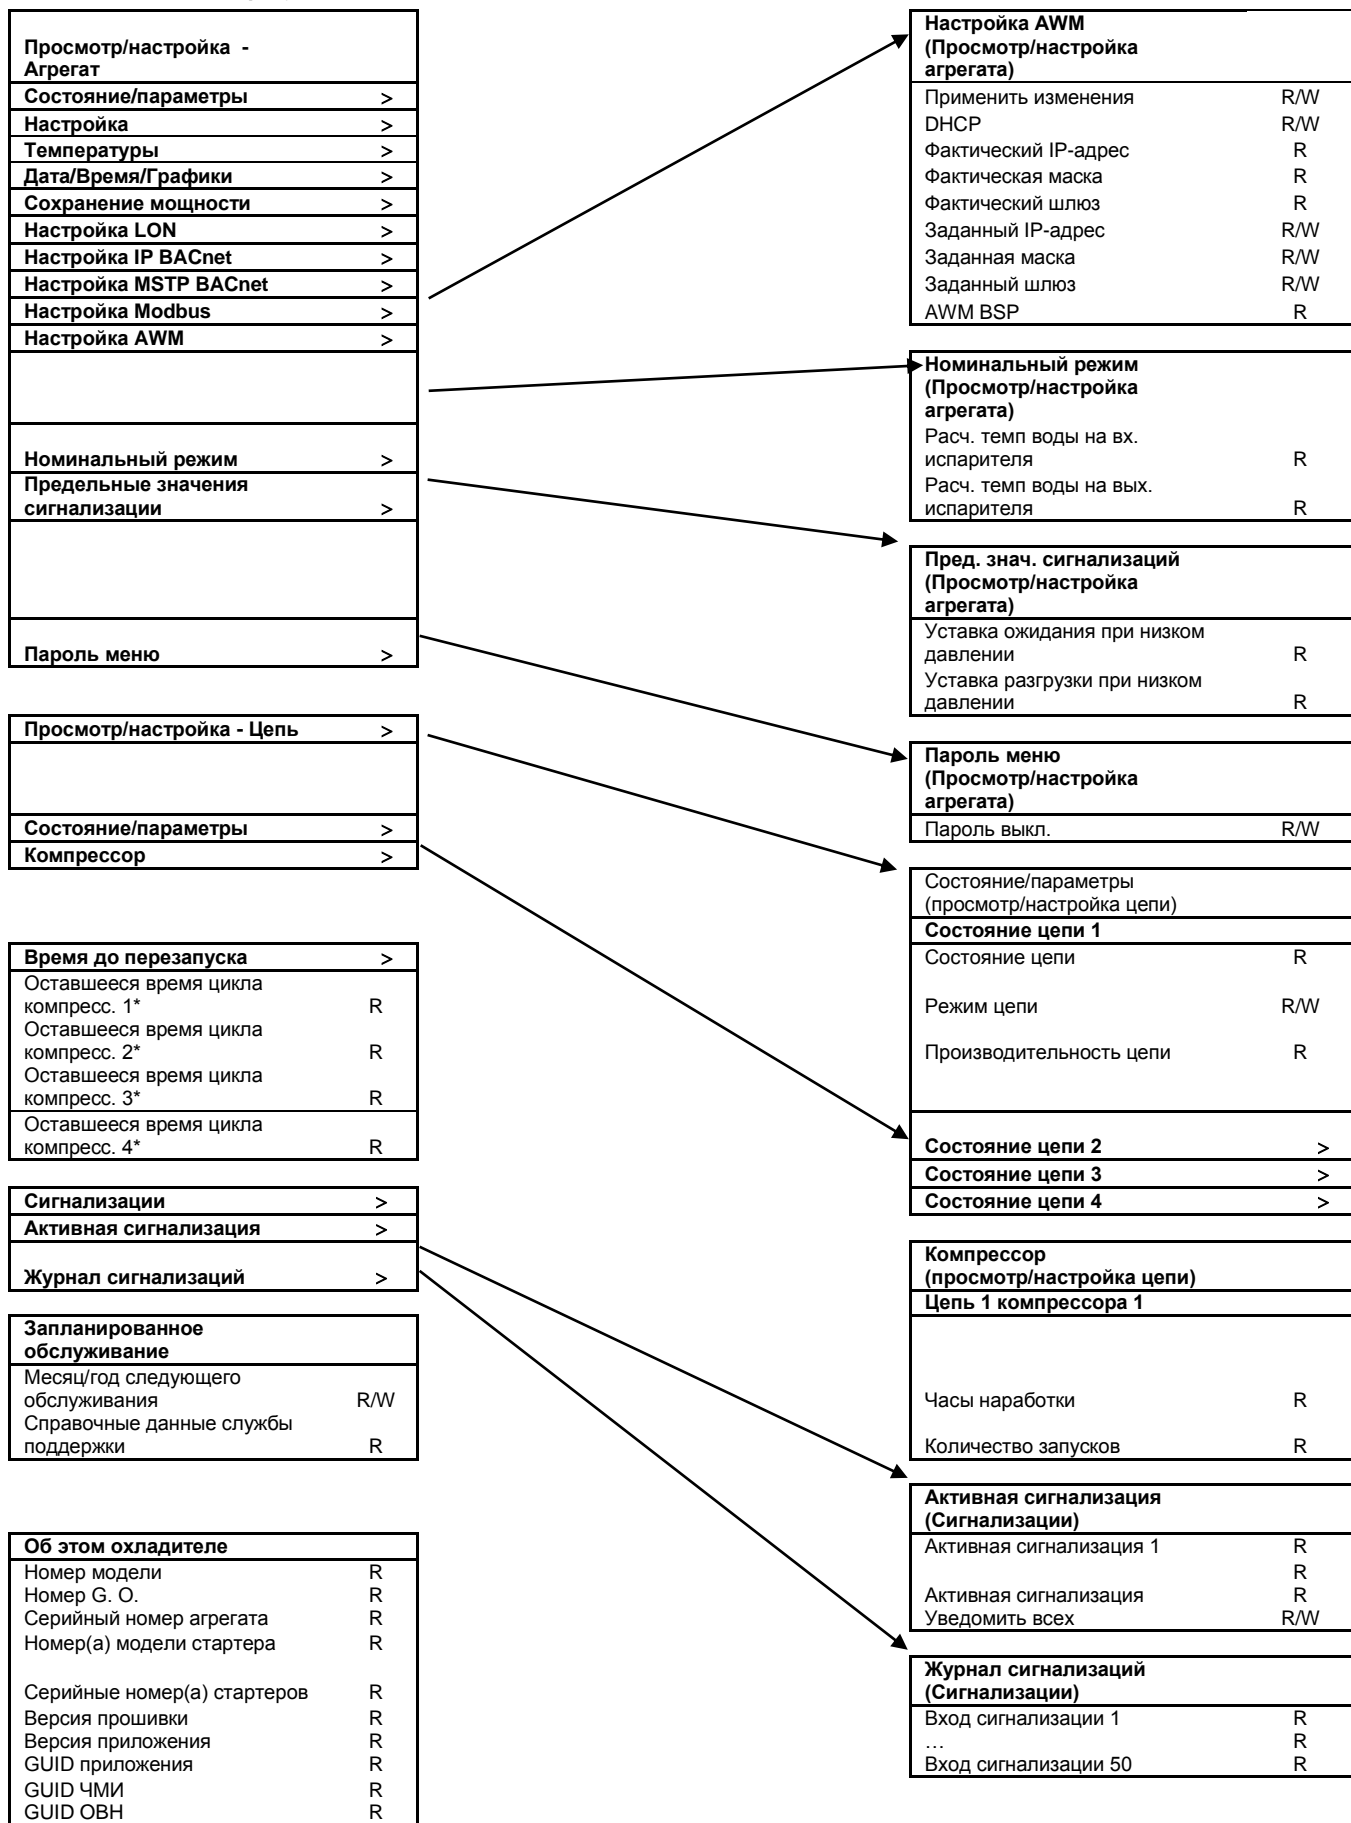 Просмотр/настройка -
Агрегат
Состояние/параметры >
Настройка >
Температуры >
Дата/Время/Графики >
Сохранение мощности >
Настройка LON >
Настройка IP BACnet >
Настройка MSTP BACnet >
Настройка Modbus >
Настройка AWM >
Номинальный режим >
Предельные значения
сигнализации >
Пароль меню >
Просмотр/настройка - Цепь >
Состояние/параметры >
Компрессор >
Время до перезапуска >
Оставшееся время цикла
компресс. 1* R
Оставшееся время цикла
компресс. 2* R
Оставшееся время цикла
компресс. 3* R
Оставшееся время цикла
компресс. 4* R
Сигнализации >
Активная сигнализация >
Журнал сигнализаций >
Запланированное
обслуживание
Месяц/год следующего
обслуживания R/W
Справочные данные службы
поддержки R
Об этом охладителе
Номер модели R
Номер G. O. R
Серийный номер агрегата R
Номер(а) модели стартера R
Серийные номер(а) стартеров R
Версия прошивки R
Версия приложения R
GUID приложения R
GUID ЧМИ R
GUID OBH R
Настройка AWM
(Просмотр/настройка
агрегата)
Применить изменения R/W
DHCP R/W
Фактический IP-адрес R
Фактическая маска R
Фактический шлюз R
Заданный IP-адрес R/W
Заданная маска R/W
Заданный шлюз R/W
AWM BSP R
Номинальный режим
(Просмотр/настройка
агрегата)
Расч. темп воды на вх.
испарителя R
Расч. темп воды на вых.
испарителя R
Пред. знач. сигнализаций
(Просмотр/настройка
агрегата)
Уставка ожидания при низком
давлении R
Уставка разгрузки при низком
давлении R
Пароль меню
(Просмотр/настройка
агрегата)
Пароль выкл. R/W
Состояние/параметры
(просмотр/настройка цепи)
Состояние цепи 1
Состояние цепи R
Режим цепи R/W
Производительность цепи R
Состояние цепи 2 >
Состояние цепи 3 >
Состояние цепи 4 >
Компрессор
(просмотр/настройка цепи)
Цепь 1 компрессора 1
Часы наработки R
Количество запусков R
Активная сигнализация
(Сигнализации)
Активная сигнализация 1 R
R
Активная сигнализация R
Уведомить всех R/W
Журнал сигнализаций
(Сигнализации)
Вход сигнализации 1 R
… R
Вход сигнализации 50 R